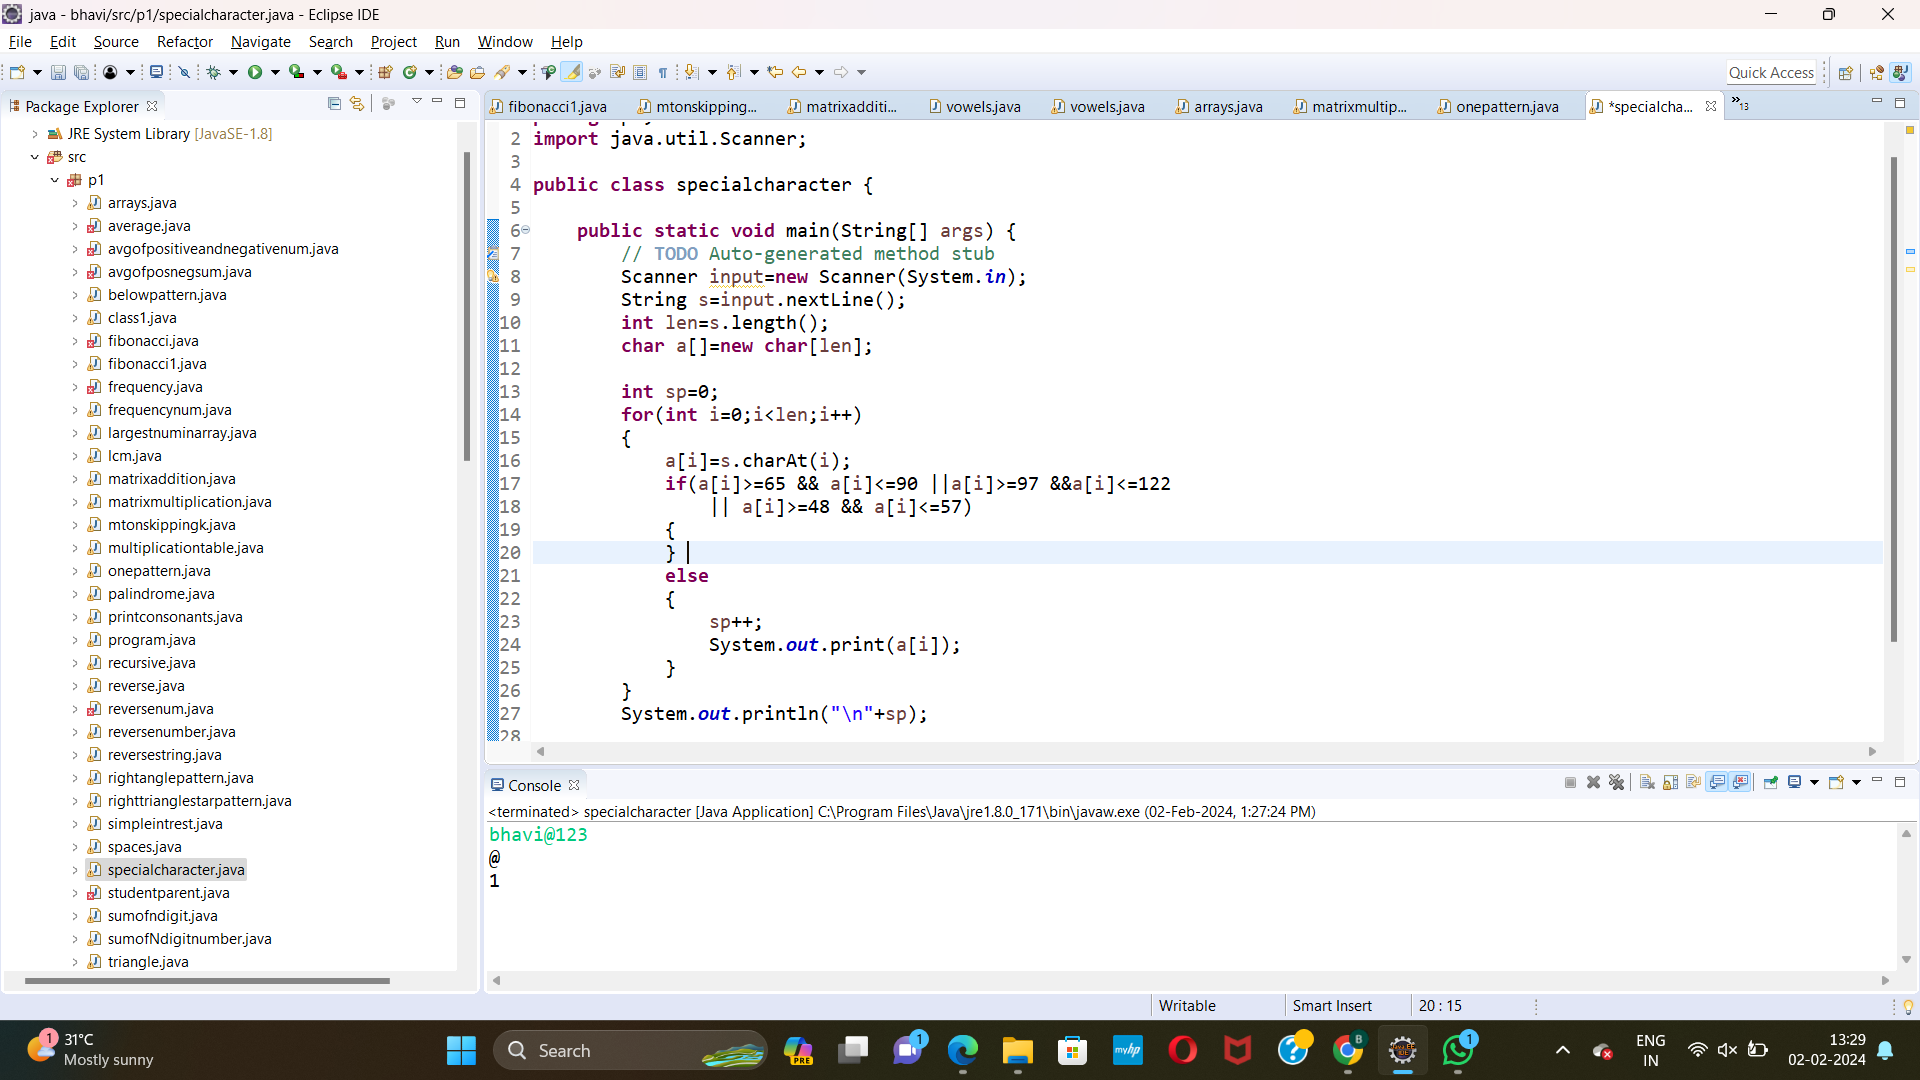 java - bhavi/src/p1/specialcharacter.java - Eclipse IDE
File Edit Source Refactor Navigate Search Project Run Window Help
Quick Access
Package Explorer
fibonacci1.java mtonskipping... matrixadditi... vowels.java vowels.java arrays.java matrixmultip... onepattern.java *specialcha... »13
JRE System Library [JavaSE-1.8]
src
p1
arrays.java
average.java
avgofpositiveandnegativenum.java
avgofposnegsum.java
belowpattern.java
class1.java
fibonacci.java
fibonacci1.java
frequency.java
frequencynum.java
largestnuminarray.java
lcm.java
matrixaddition.java
matrixmultiplication.java
mtonskippingk.java
multiplicationtable.java
onepattern.java
palindrome.java
printconsonants.java
program.java
recursive.java
reverse.java
reversenum.java
reversenumber.java
reversestring.java
rightanglepattern.java
righttrianglestarpattern.java
simpleintrest.java
spaces.java
specialcharacter.java
studentparent.java
sumofndigit.java
sumofNdigitnumber.java
triangle.java
2 import java.util.Scanner;
3
4 public class specialcharacter {
5
6 public static void main(String[] args) {
7 // TODO Auto-generated method stub
8 Scanner input=new Scanner(System.in);
9 String s=input.nextLine();
10 int len=s.length();
11 char a[]=new char[len];
12
13 int sp=0;
14 for(int i=0;i<len;i++)
15 {
16 a[i]=s.charAt(i);
17 if(a[i]>=65 && a[i]<=90 ||a[i]>=97 &&a[i]<=122
18 || a[i]>=48 && a[i]<=57)
19 {
20 }
21 else
22 {
23 sp++;
24 System.out.print(a[i]);
25 }
26 }
27 System.out.println("\n"+sp);
28
Console
<terminated> specialcharacter [Java Application] C:\Program Files\Java\jre1.8.0_171\bin\javaw.exe (02-Feb-2024, 1:27:24 PM)
bhavi@123
@
1
Writable Smart Insert 20 : 15
1
31°C
Mostly sunny
Search
PRE
1
myhp
B
1
ENG
IN
13:29
02-02-2024